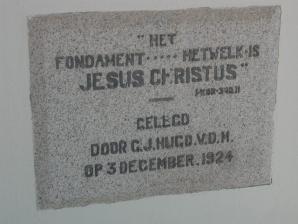 "HET
FONDAMENT ..... HETWELK IS
JESUS CHRISTUS"
GELEGD
DOOR G.J. HUGO. V.D.M.
OP 3 DECEMBER. 1924